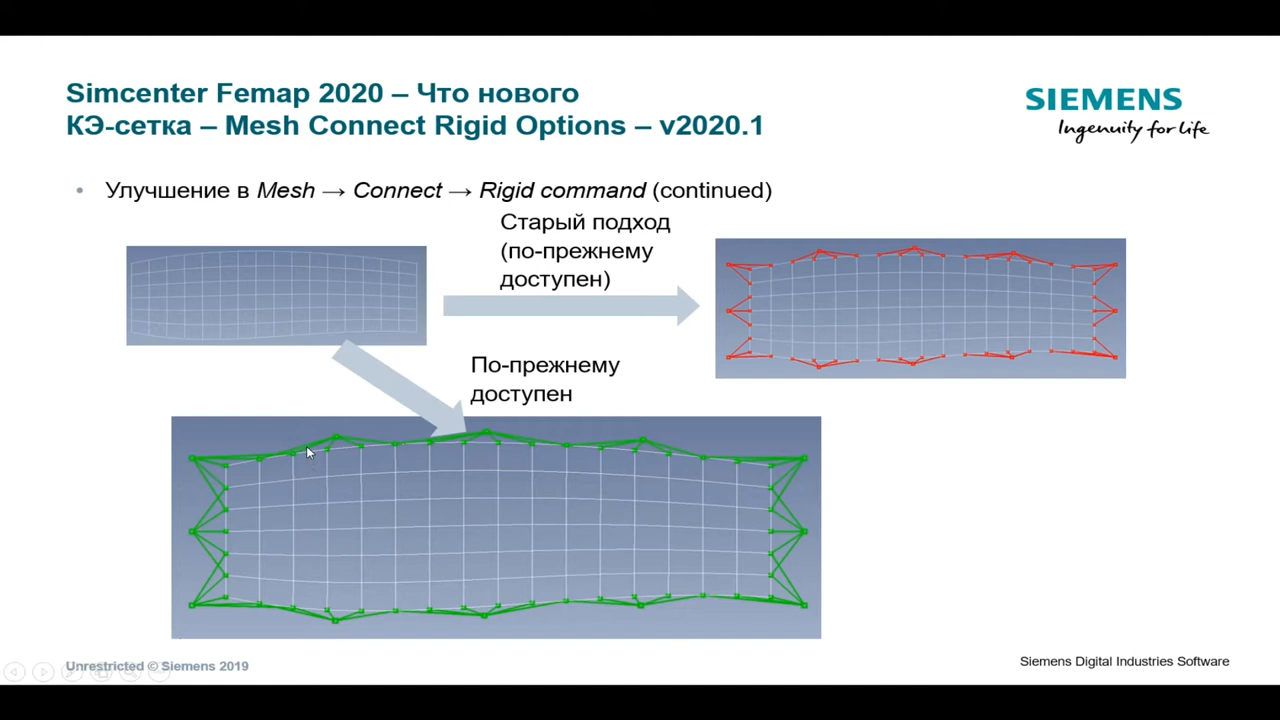 Simcenter Femap 2020 – Что нового
КЭ-сетка – Mesh Connect Rigid Options – v2020.1
SIEMENS
Ingenuity for life
• Улучшение в Mesh → Connect → Rigid command (continued)
Старый подход
(по-прежнему
доступен)
По-прежнему
доступен
Unrestricted © Siemens 2019
Siemens Digital Industries Software